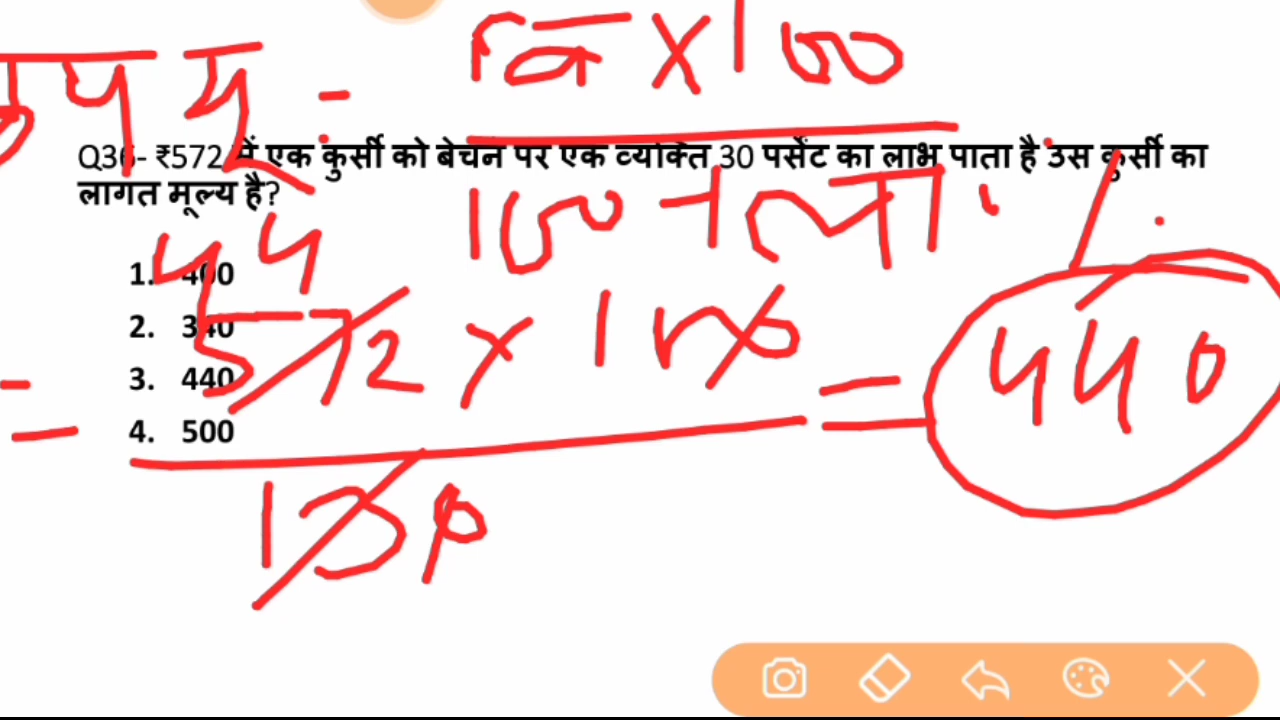 क्रय मू. = वि × 100
100 + ला. %
Q36- ₹572 में एक कुर्सी को बेचने पर एक व्यक्ति 30 पर्सेंट का लाभ पाता है उस कुर्सी का
लागत मूल्य है?
44
1. 400
2. 340
3. 440
4. 500
= 572 × 100 = 440
130